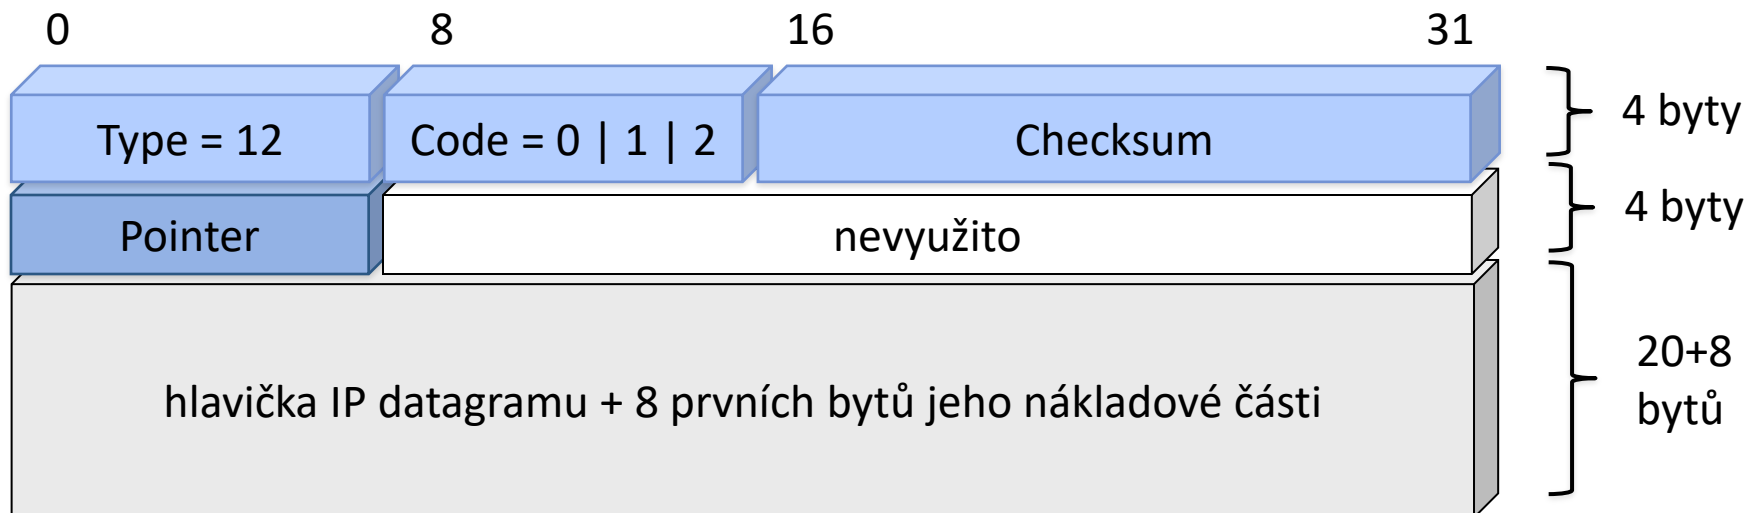 0 8 16 31
Type = 12 Code = 0 | 1 | 2 Checksum 4 byty
Pointer nevyužito 4 byty
hlavička IP datagramu + 8 prvních bytů jeho nákladové části
20+8
bytů